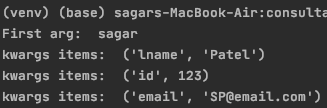 (venv) (base) sagars-MacBook-Air:consulta
First arg:  sagar
kwargs items:  ('lname', 'Patel')
kwargs items:  ('id', 123)
kwargs items:  ('email', 'SP@email.com')